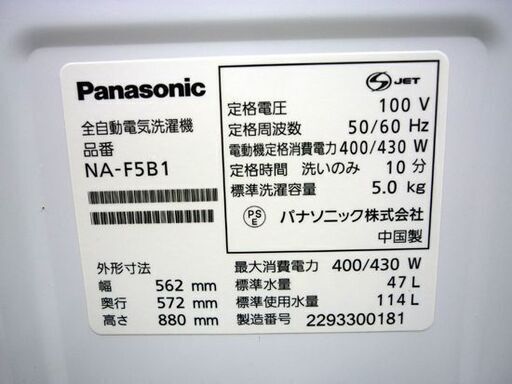 Panasonic
全自動電気洗濯機
品番
NA-F5B1
S JET
定格電圧 100 V
定格周波数 50/60 Hz
電動機定格消費電力 400/430 W
定格時間 洗いのみ 10 分
標準洗濯容量 5.0 kg
PS E パナソニック株式会社
中国製
外形寸法
幅 562 mm
奥行 572 mm
高さ 880 mm
最大消費電力 400/430 W
標準水量 47 L
標準使用水量 114 L
製造番号 2293300181